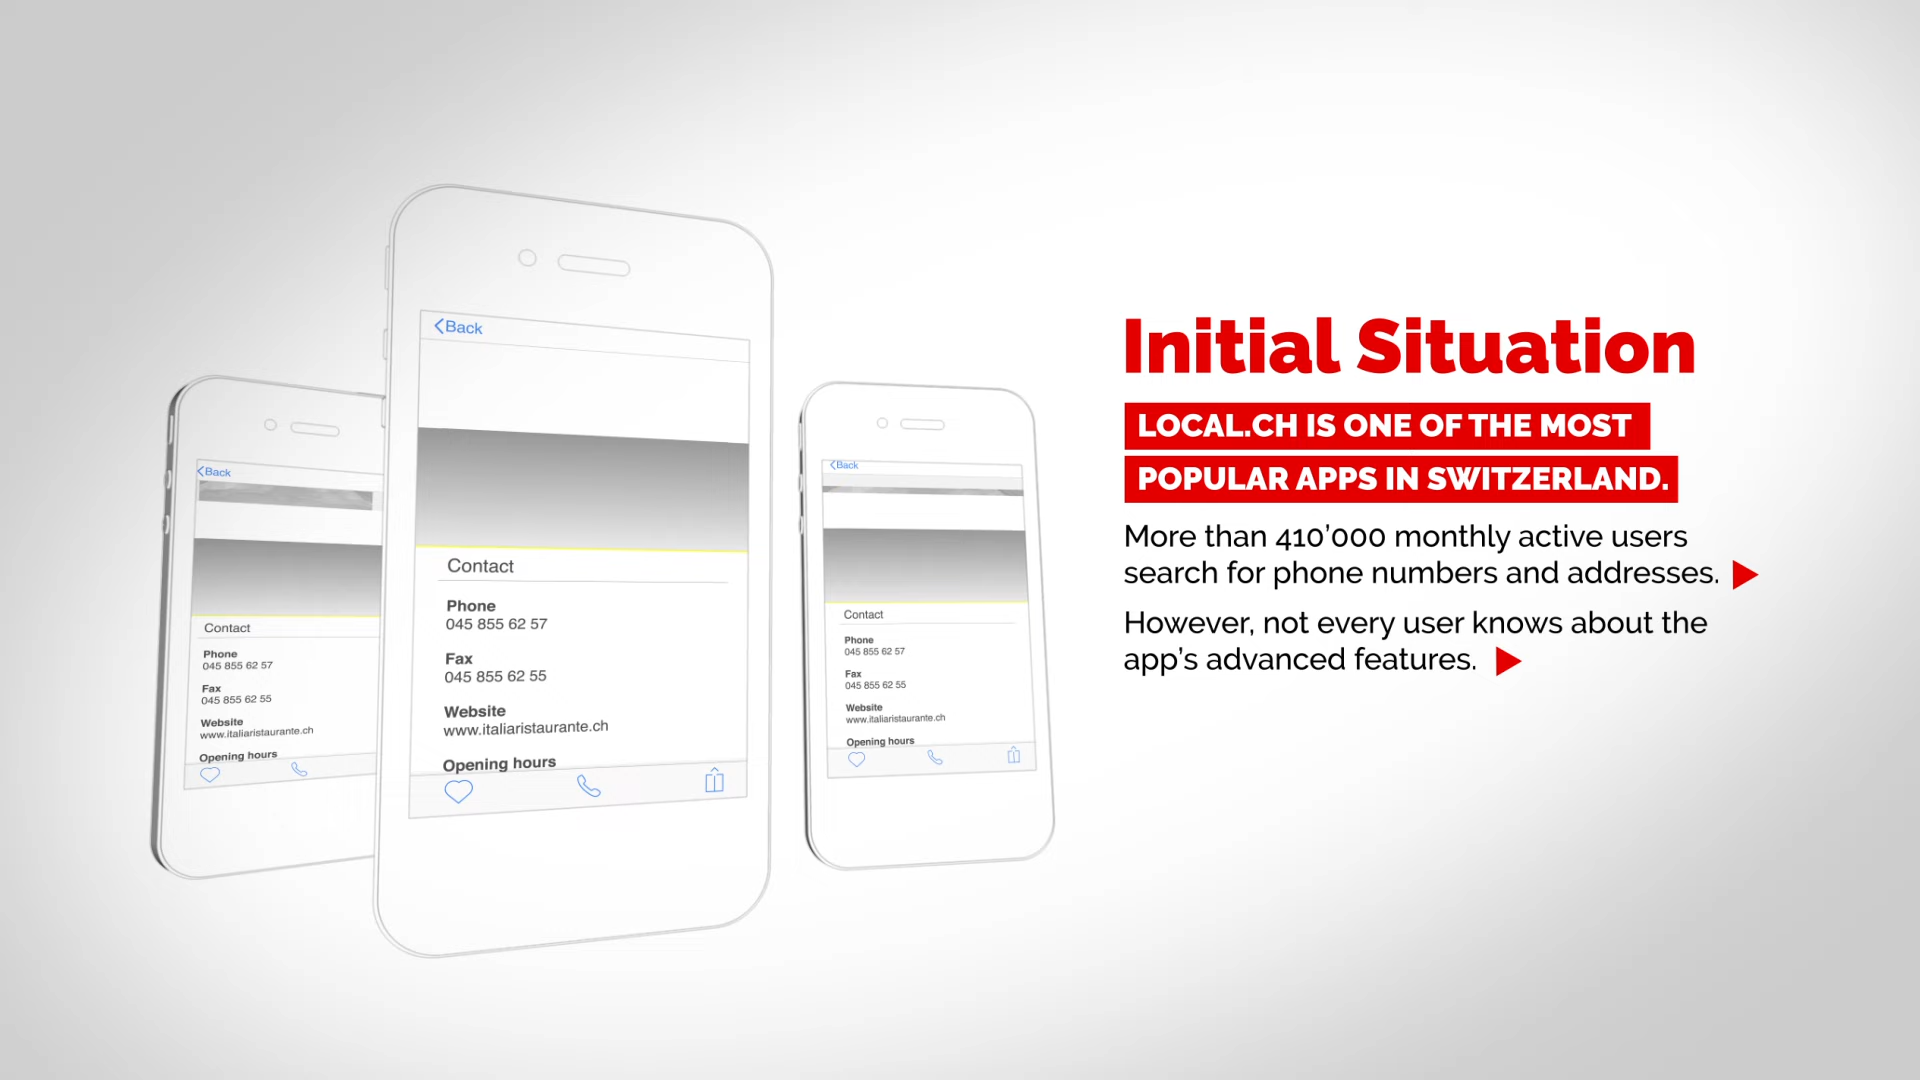 Back
Contact
Phone
045 855 62 57
Fax
045 855 62 55
Website
www.italiaristaurante.ch
Opening hours
Back
Contact
Phone
045 855 62 57
Fax
045 855 62 55
Website
www.italiaristaurante.ch
Opening hours
Back
Contact
Phone
045 855 62 57
Fax
045 855 62 55
Website
www.italiaristaurante.ch
Opening hours
Initial Situation
LOCAL.CH IS ONE OF THE MOST
POPULAR APPS IN SWITZERLAND.
More than 410’000 monthly active users
search for phone numbers and addresses.
However, not every user knows about the
app’s advanced features.